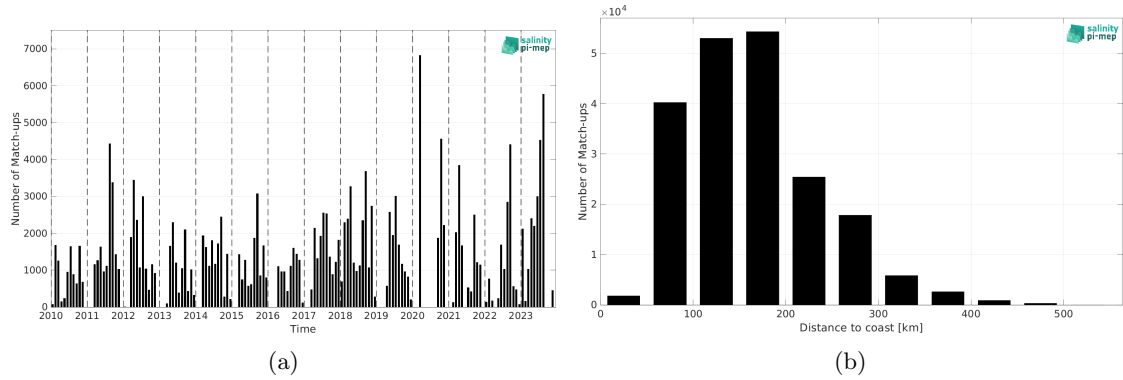 salinity
pi-mep
7000
6000
5000
4000
3000
2000
1000
0
Number of Match-ups
2010 2011 2012 2013 2014 2015 2016 2017 2018 2019 2020 2021 2022 2023
Time
(a)
×10⁴
salinity
pi-mep
5
4
3
2
1
0
Number of Match-ups
0 100 200 300 400 500
Distance to coast [km]
(b)